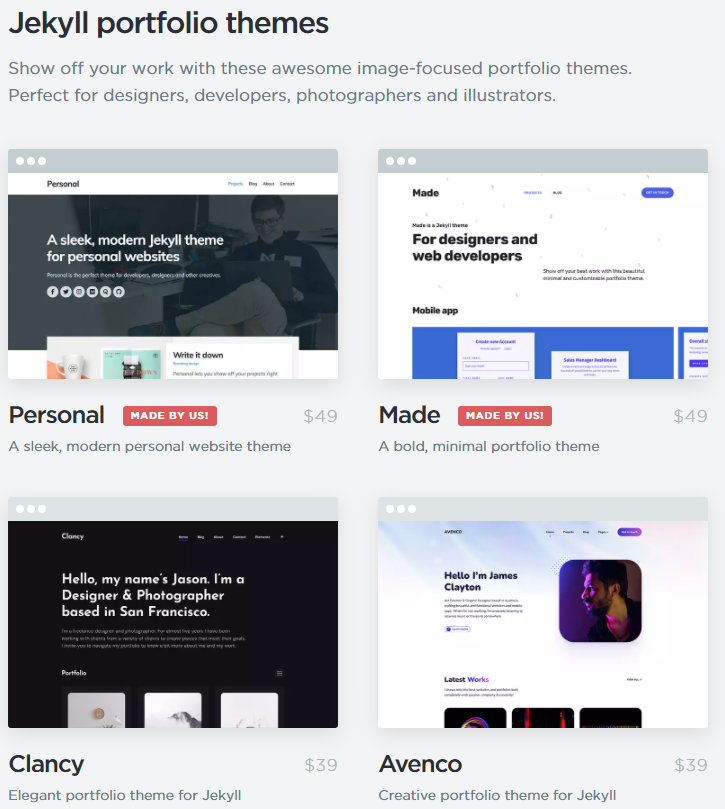 Jekyll portfolio themes
Show off your work with these awesome image-focused portfolio themes.
Perfect for designers, developers, photographers and illustrators.
Personal
Projects Blog About Contact
A sleek, modern Jekyll theme
for personal websites
Personal is the perfect theme for developers, designers and other creatives.
Write it down
Branding design
Personal lets you show off your projects right
Made
PROJECTS BLOG GET IN TOUCH
Made is a Jekyll theme
For designers and
web developers
Show off your best work with this beautiful,
minimal and customizable portfolio theme.
Mobile app
Create new Account
Sales Manager Dashboard
Overall
Personal MADE BY US! $49
A sleek, modern personal website theme
Made MADE BY US! $49
A bold, minimal portfolio theme
Clancy
Home Blog About Contact Elements
Hello, my name's Jason. I'm a
Designer & Photographer
based in San Francisco.
I'm a freelance designer and photographer. For almost five years I have been
working with clients from a variety of clients to create pieces that meet their goals.
I invite you to navigate my portfolio to know a bit more about me and my work.
Portfolio
AVENCO
Home Projects Blog Pages
Hello I'm James
Clayton
Latest Works
VIEW ALL
Clancy $39
Elegant portfolio theme for Jekyll
Avenco $39
Creative portfolio theme for Jekyll